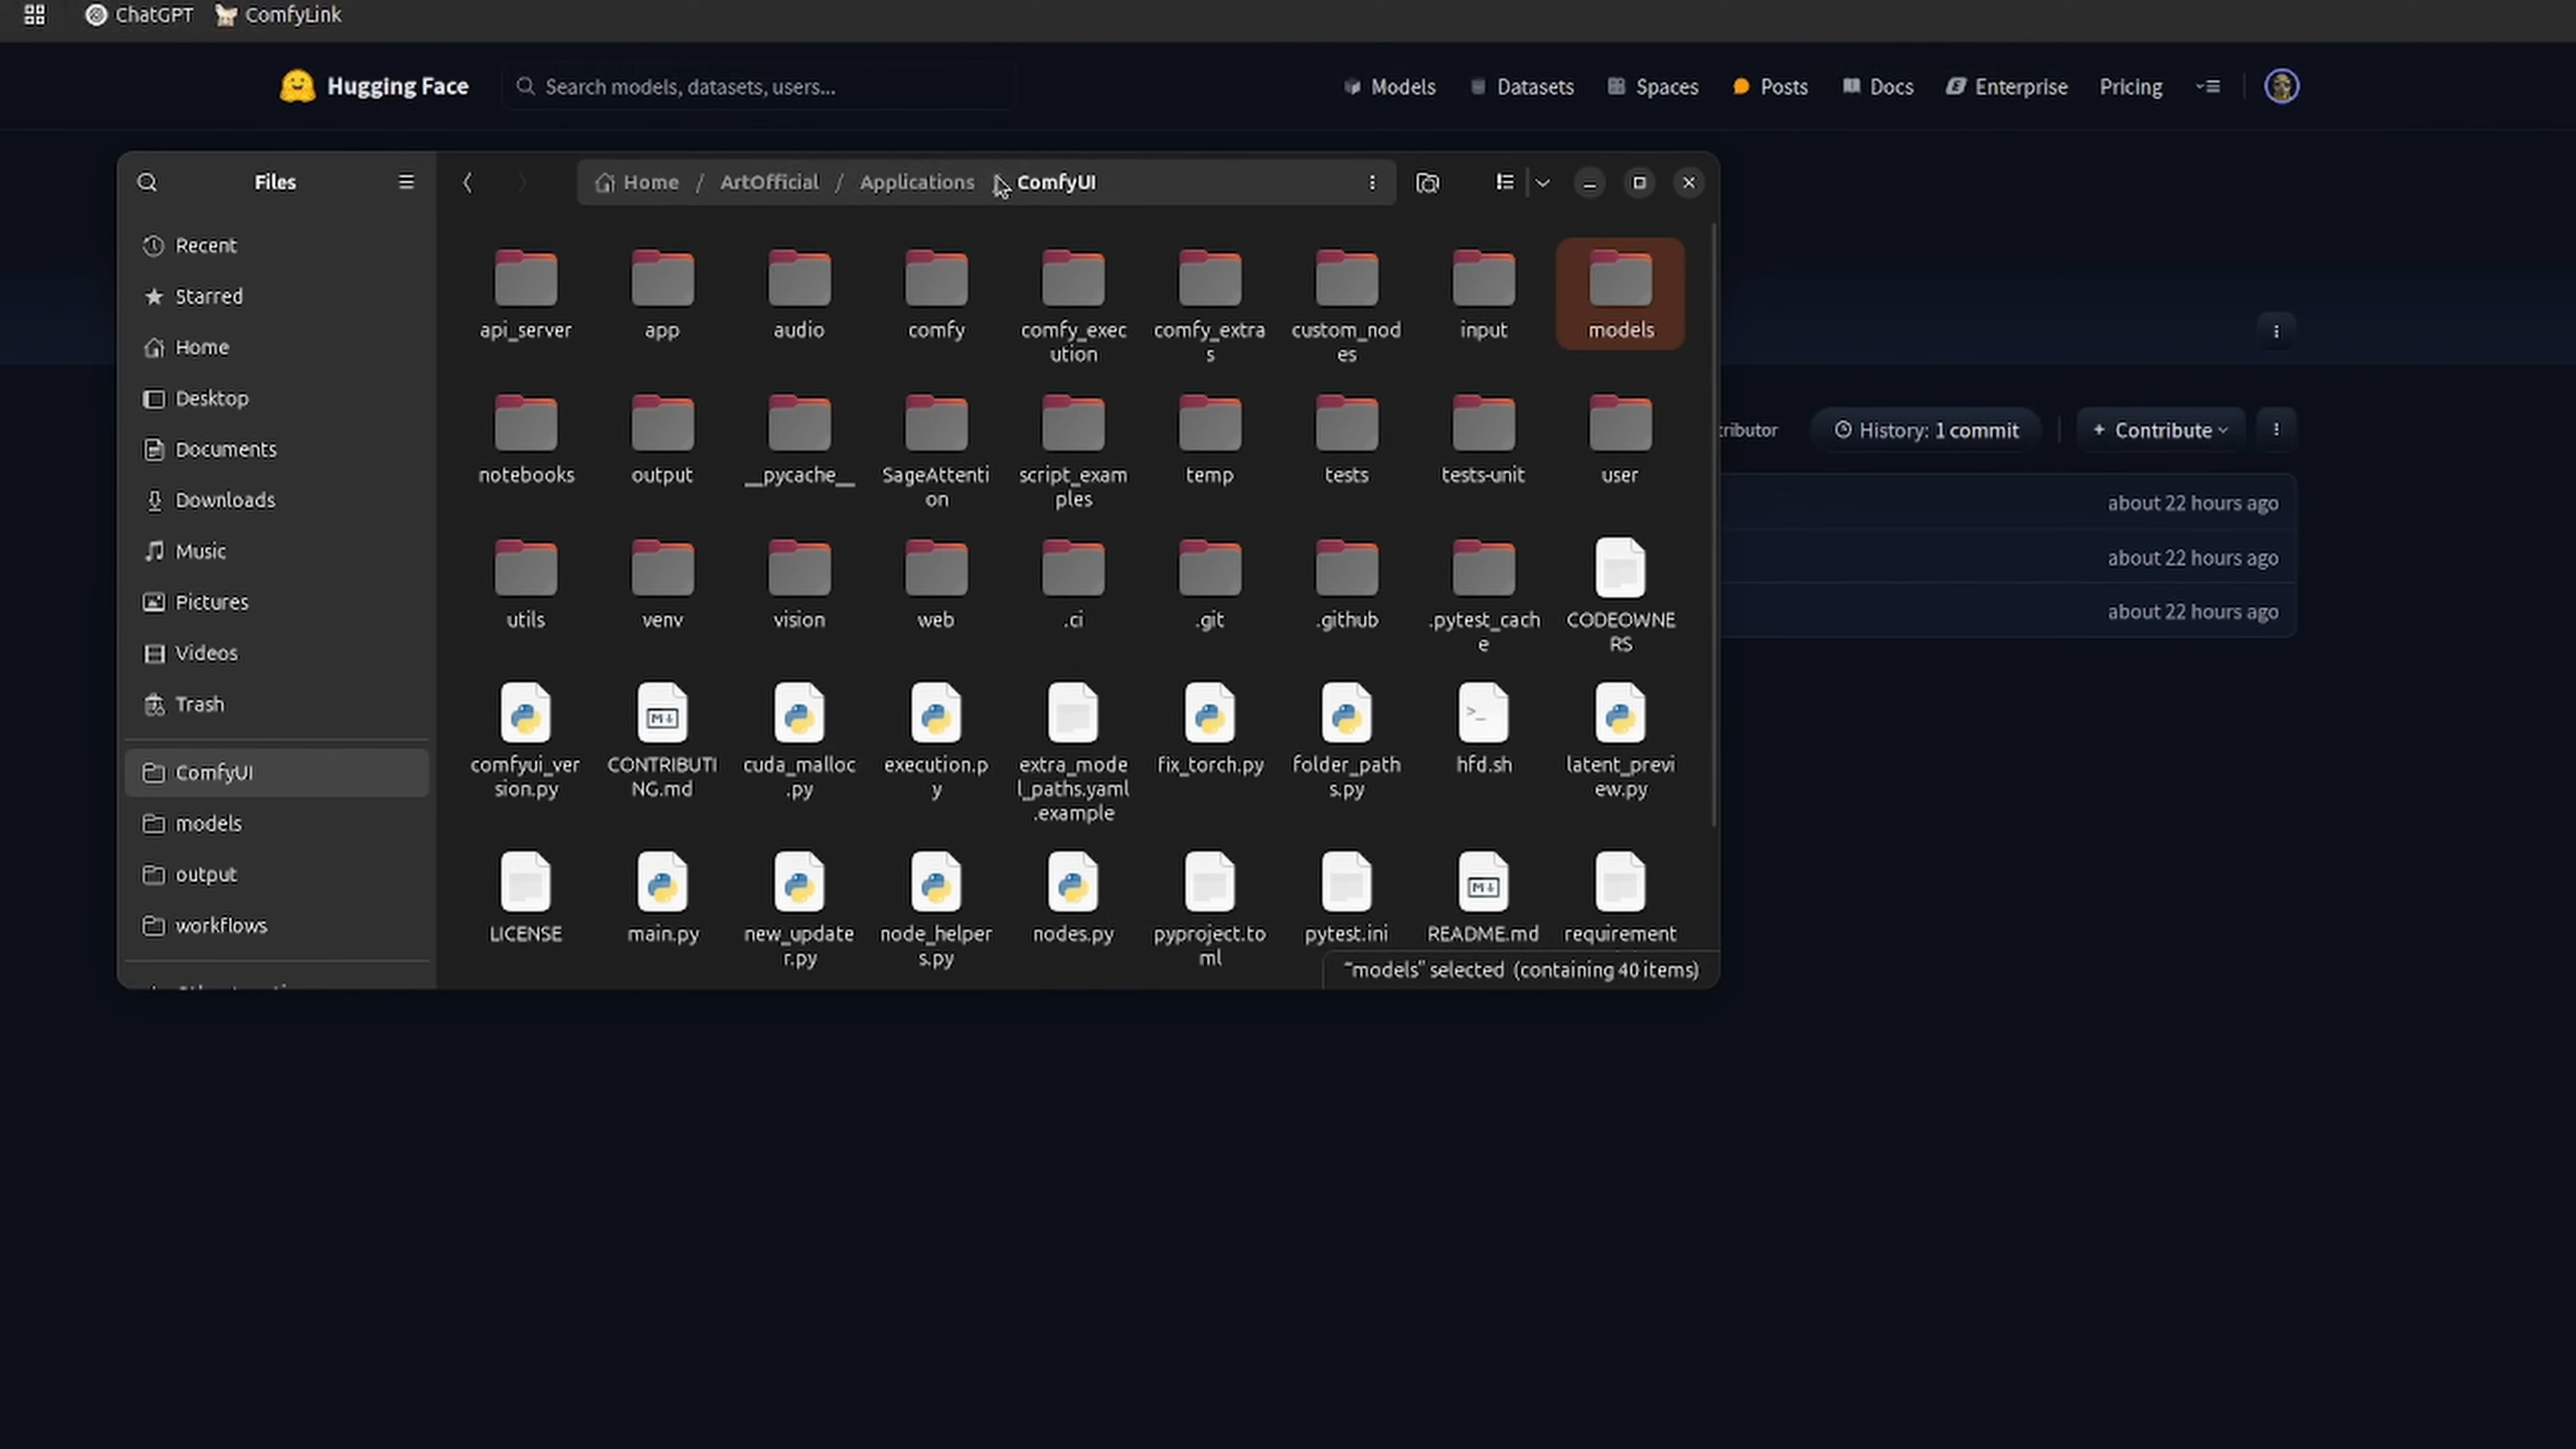 ChatGPT ComfyLink
Hugging Face Search models, datasets, users... Models Datasets Spaces Posts Docs Enterprise Pricing
Files Home / ArtOfficial / Applications ComfyUI
Recent
Starred
Home
Desktop
Documents
Downloads
Music
Pictures
Videos
Trash
ComfyUI
models
output
workflows
api_server app audio comfy comfy_exec comfy_extra custom_nod input models
ution s es
notebooks output __pycache__ SageAttenti script_exam temp tests tests-unit user
on ples
utils venv vision web .ci .git .github .pytest_cach CODEOWNE
e RS
comfyui_ver CONTRIBUTI cuda_malloc execution.p extra_mode fix_torch.py folder_path hfd.sh latent_previ
sion.py NG.md .py y l_paths.yaml s.py ew.py
.example
LICENSE main.py new_update node_helper nodes.py pyproject.to pytest.ini README.md requirement
r.py s.py ml
"models" selected (containing 40 items)
tributor History: 1 commit + Contribute
about 22 hours ago
about 22 hours ago
about 22 hours ago